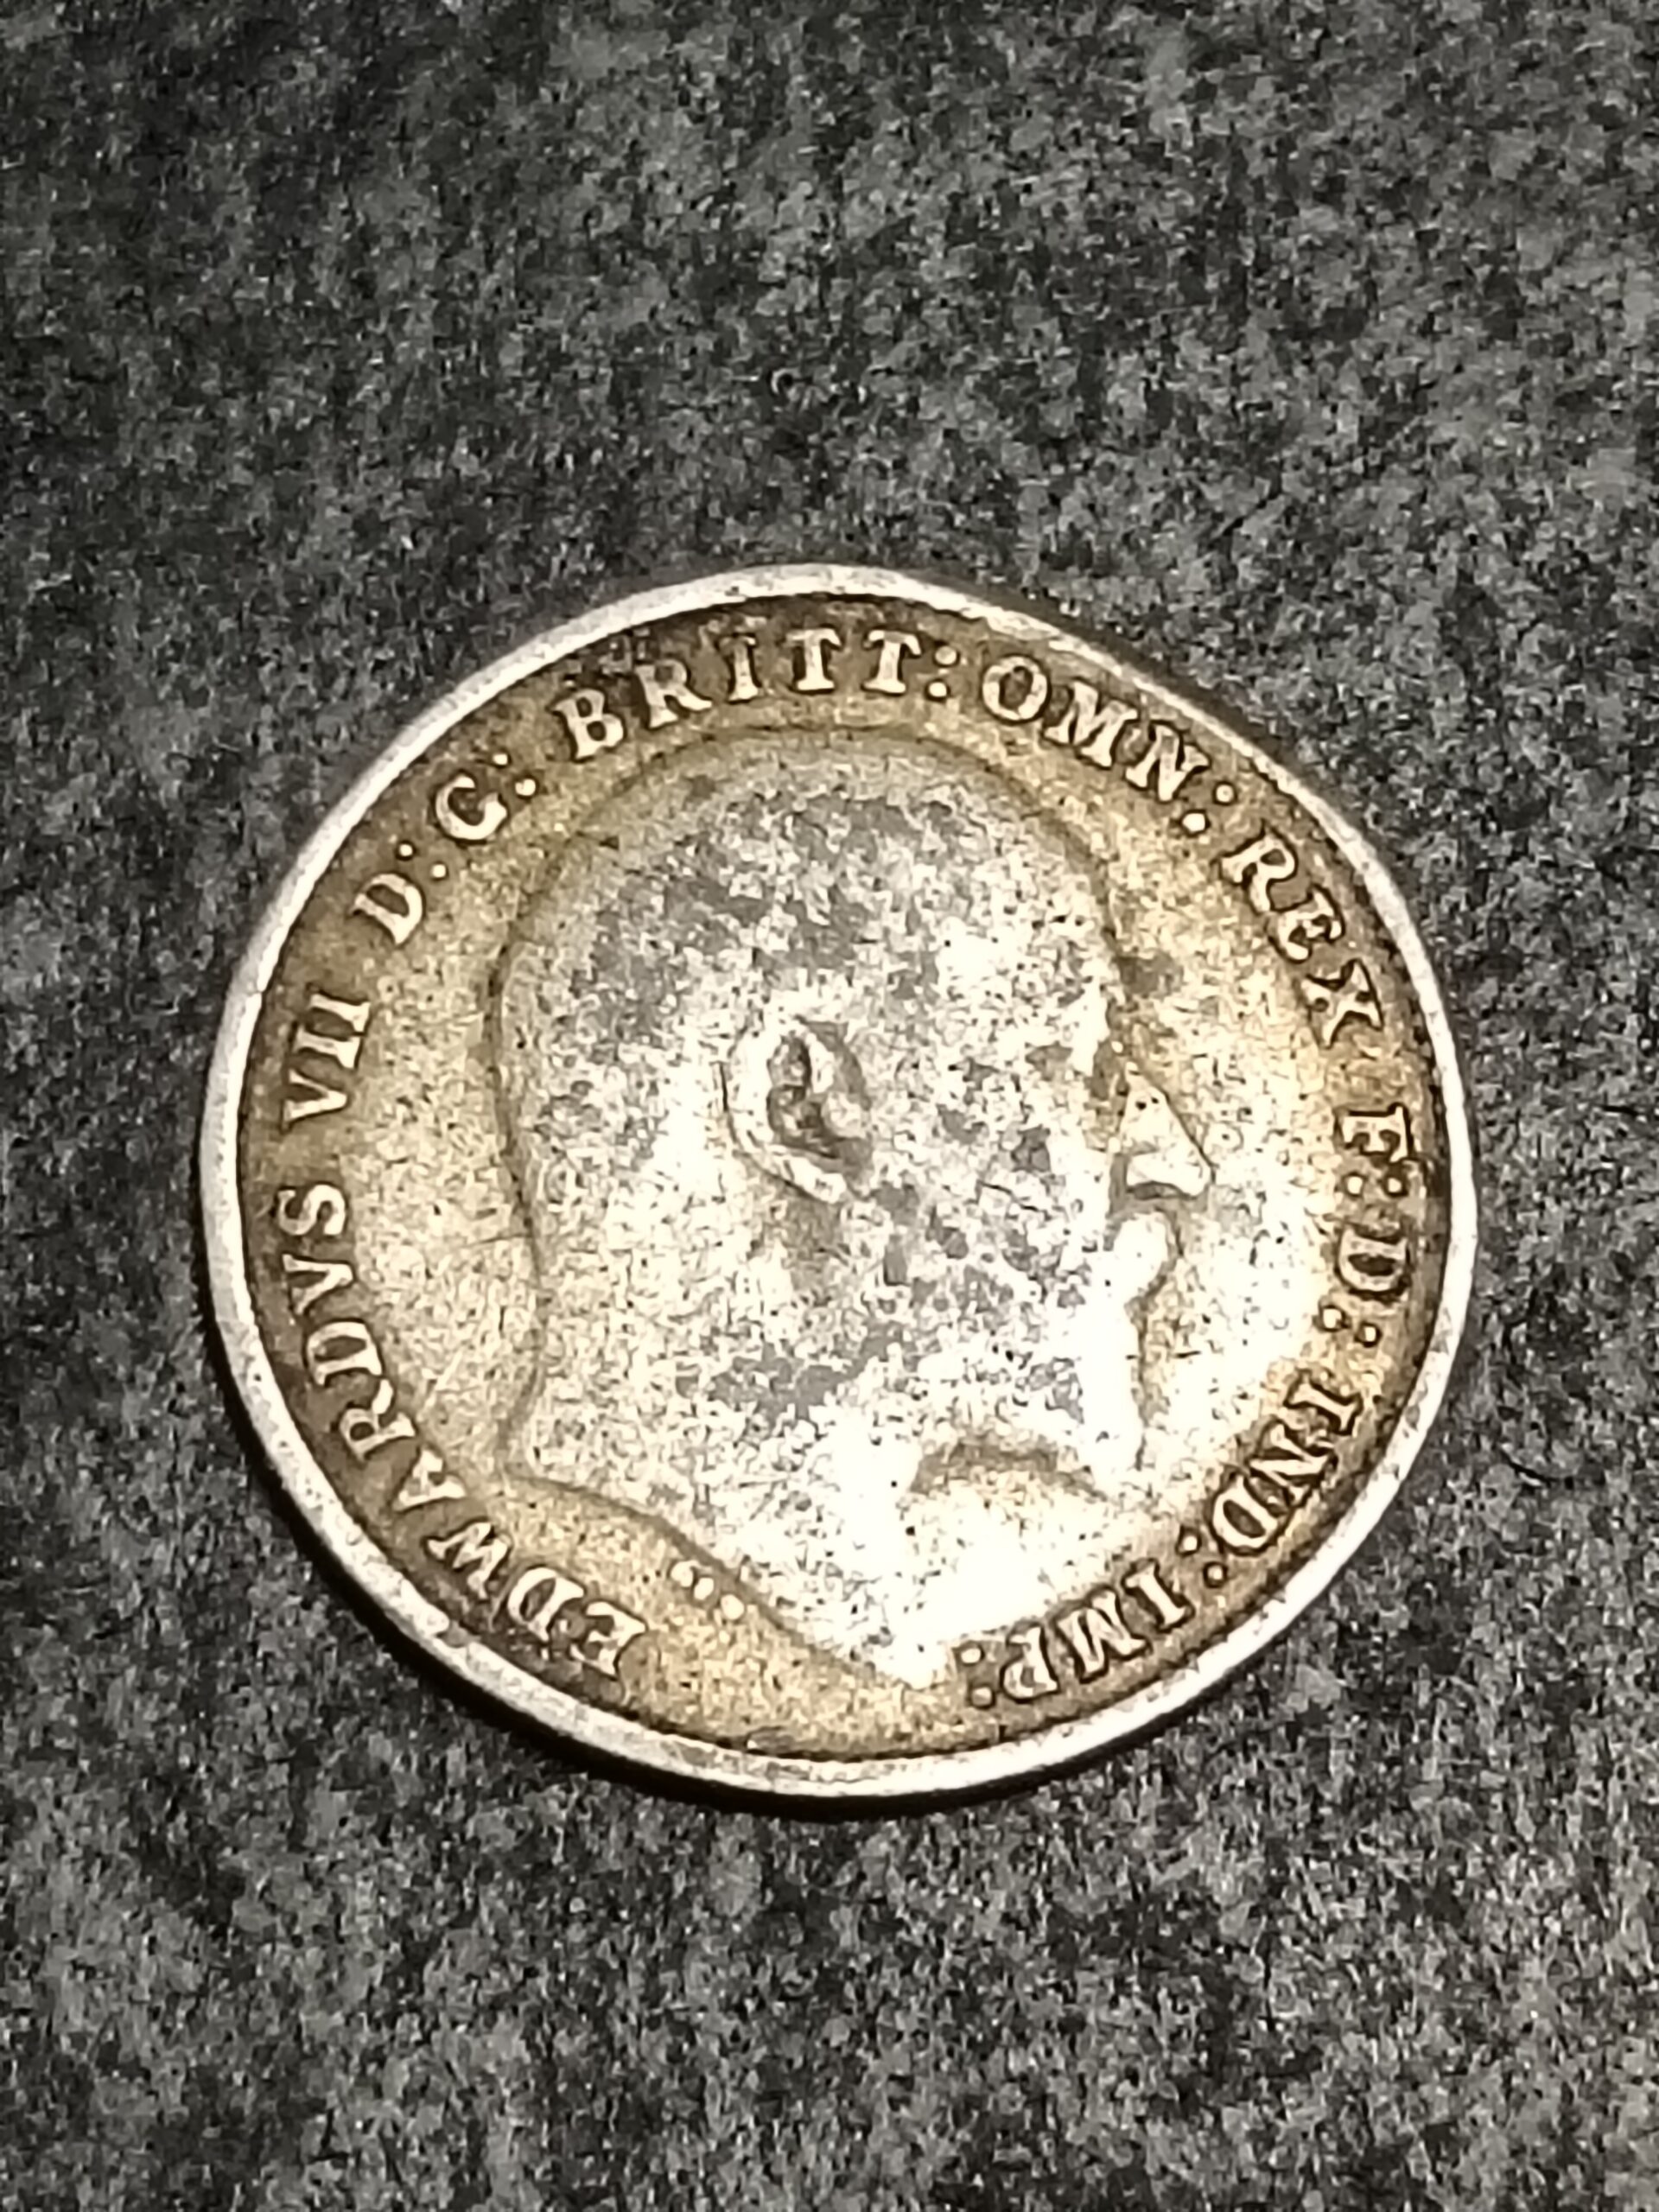 EDWARDVS VII D: G: BRITT: OMN: REX F: D: IND: IMP: